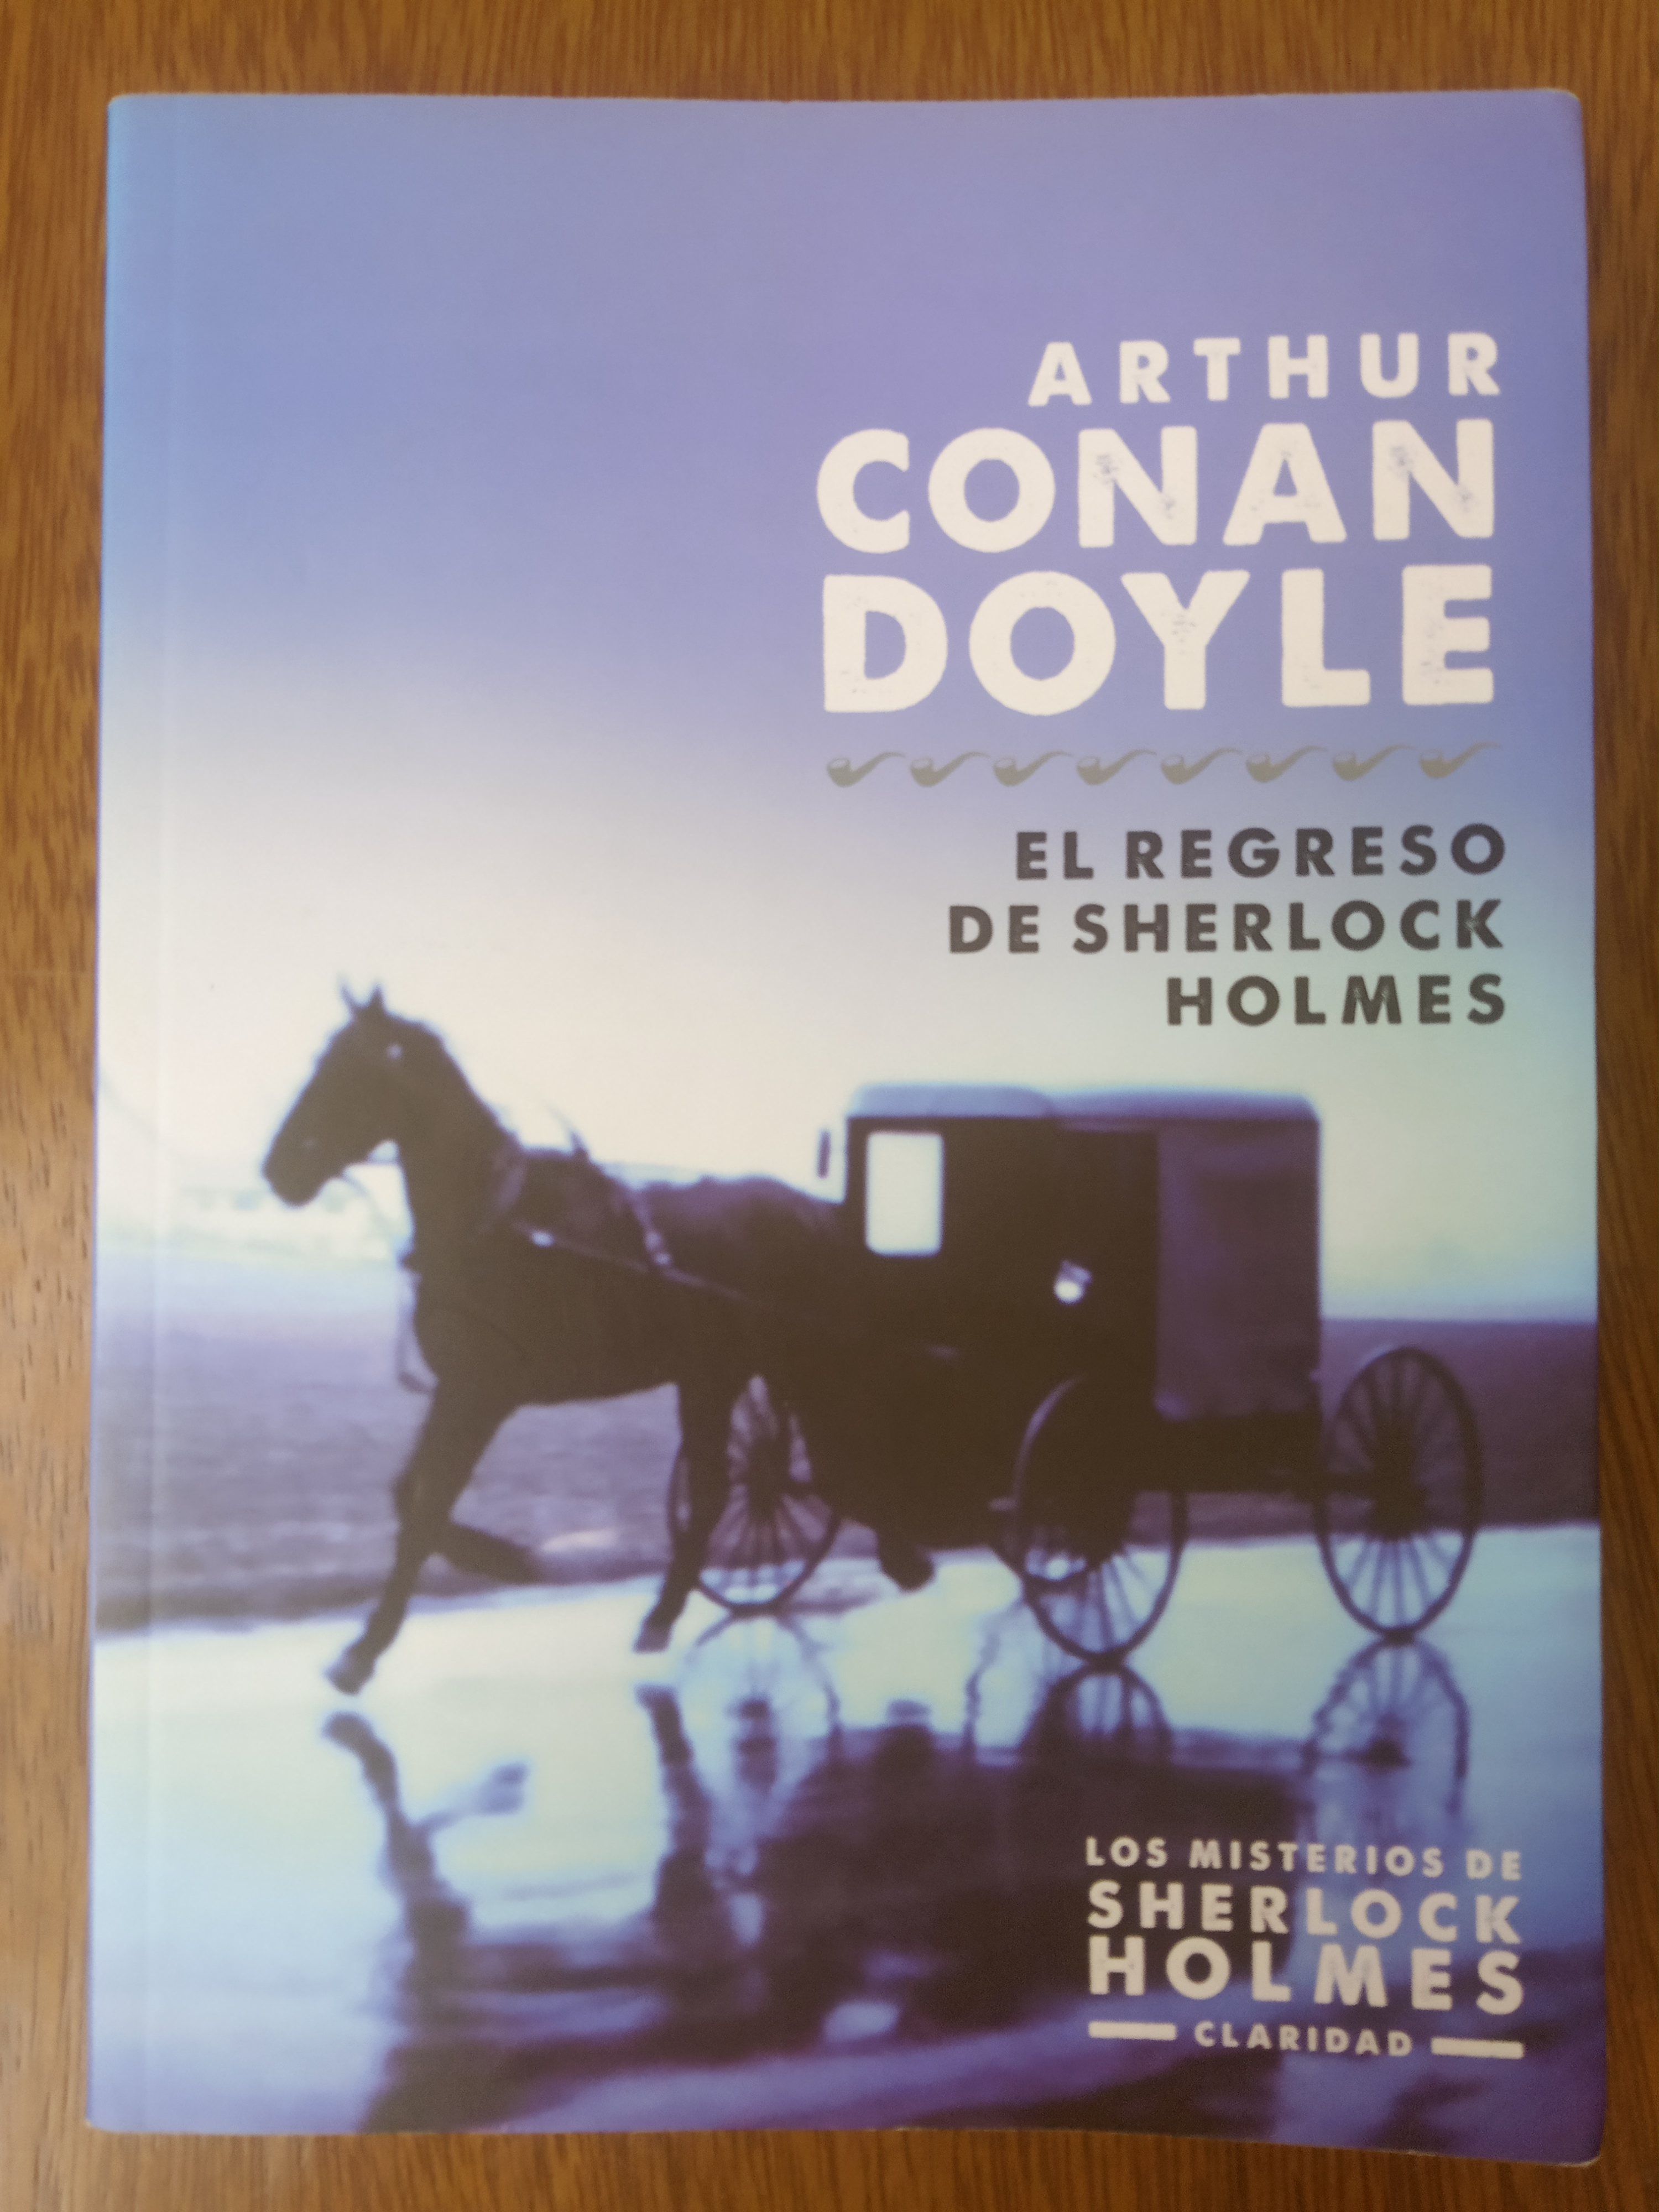 ARTHUR
CONAN
DOYLE
EL REGRESO
DE SHERLOCK
HOLMES
LOS MISTERIOS DE
SHERLOCK
HOLMES
CLARIDAD